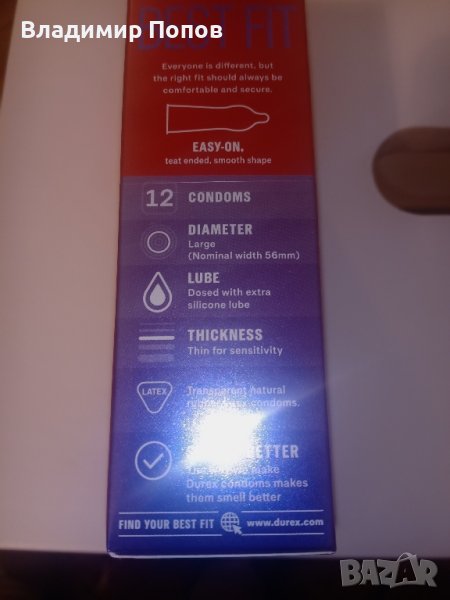 Владимир Попов
BEST FIT
Everyone is different, but
the right fit should always be
comfortable and secure.
EASY-ON,
teat ended, smooth shape
12 CONDOMS
DIAMETER
Large
(Nominal width 56mm)
LUBE
Dosed with extra
silicone lube
THICKNESS
Thin for sensitivity
LATEX
Transparent natural
condoms.
BETTER
make
Durex condoms makes
them smell better
FIND YOUR BEST FIT www.durex.com
BAZAR